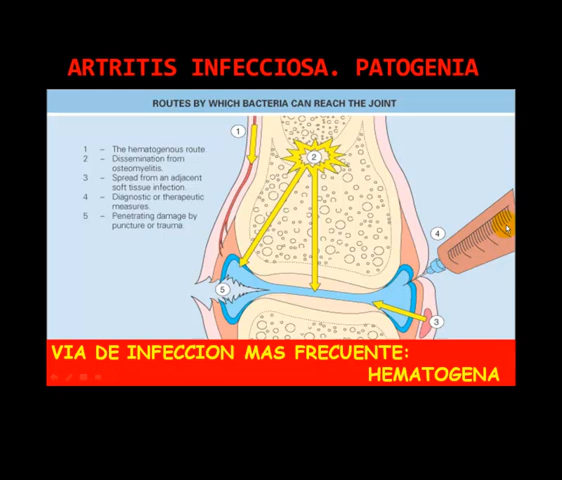 ARTRITIS INFECCIOSA. PATOGENIA
ROUTES BY WHICH BACTERIA CAN REACH THE JOINT
1 – The hematogenous route.
2 – Dissemination from
osteomyelitis.
3 – Spread from an adjacent
soft tissue infection.
4 – Diagnostic or therapeutic
measures.
5 – Penetrating damage by
puncture or trauma.
1
2
4
5
3
VIA DE INFECCION MAS FRECUENTE:
HEMATOGENA